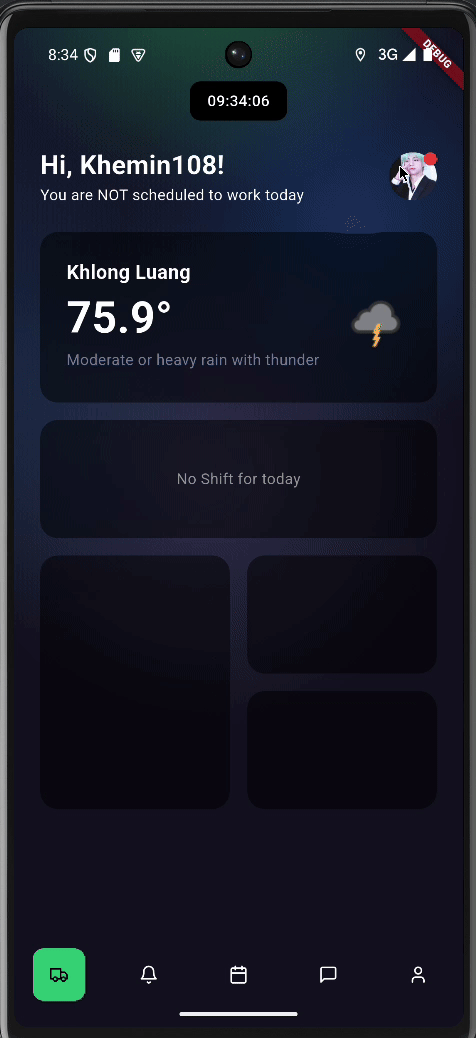 8:34
3G
DEBUG
09:34:06
Hi, Khemin108!
You are NOT scheduled to work today
Khlong Luang
75.9°
Moderate or heavy rain with thunder
No Shift for today